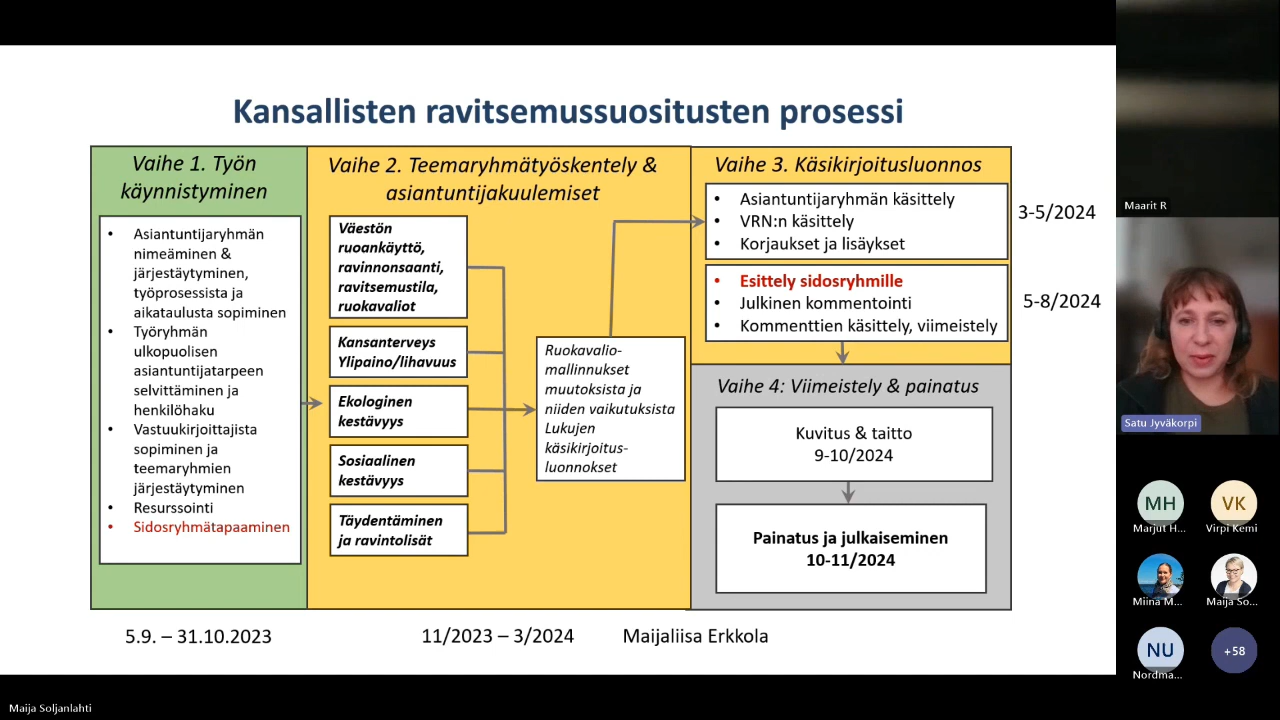 Kansallisten ravitsemussuositusten prosessi
Vaihe 1. Työn
käynnistyminen
• Asiantuntijaryhmän
nimeäminen &
järjestäytyminen,
työprosessista ja
aikataulusta sopiminen
• Työryhmän
ulkopuolisen
asiantuntijatarpeen
selvittäminen ja
henkilöhaku
• Vastuukirjoittajista
sopiminen ja
teemaryhmien
järjestäytyminen
• Resurssointi
• Sidosryhmätapaaminen
5.9. – 31.10.2023
Vaihe 2. Teemaryhmätyöskentely &
asiantuntijakuulemiset
Väestön
ruoankäyttö,
ravinnonsaanti,
ravitsemustila,
ruokavaliot
Kansanterveys
Ylipaino/lihavuus
Ekologinen
kestävyys
Sosiaalinen
kestävyys
Täydentäminen
ja ravintolisät
Ruokavalio-
mallinnukset
muutoksista ja
niiden vaikutuksista
Lukujen
käsikirjoitus-
luonnokset
11/2023 – 3/2024
Maijaliisa Erkkola
Vaihe 3. Käsikirjoitusluonnos
• Asiantuntijaryhmän käsittely
• VRN:n käsittely
• Korjaukset ja lisäykset
3-5/2024
• Esittely sidosryhmille
• Julkinen kommentointi
• Kommenttien käsittely, viimeistely
5-8/2024
Vaihe 4: Viimeistely & painatus
Kuvitus & taitto
9-10/2024
Painatus ja julkaiseminen
10-11/2024
Maarit R
Satu Jyväkorpi
MH
Marjut H...
VK
Virpi Kemi
Miina M...
Maija So...
NU
Nordma...
+58
Maija Soljanlahti